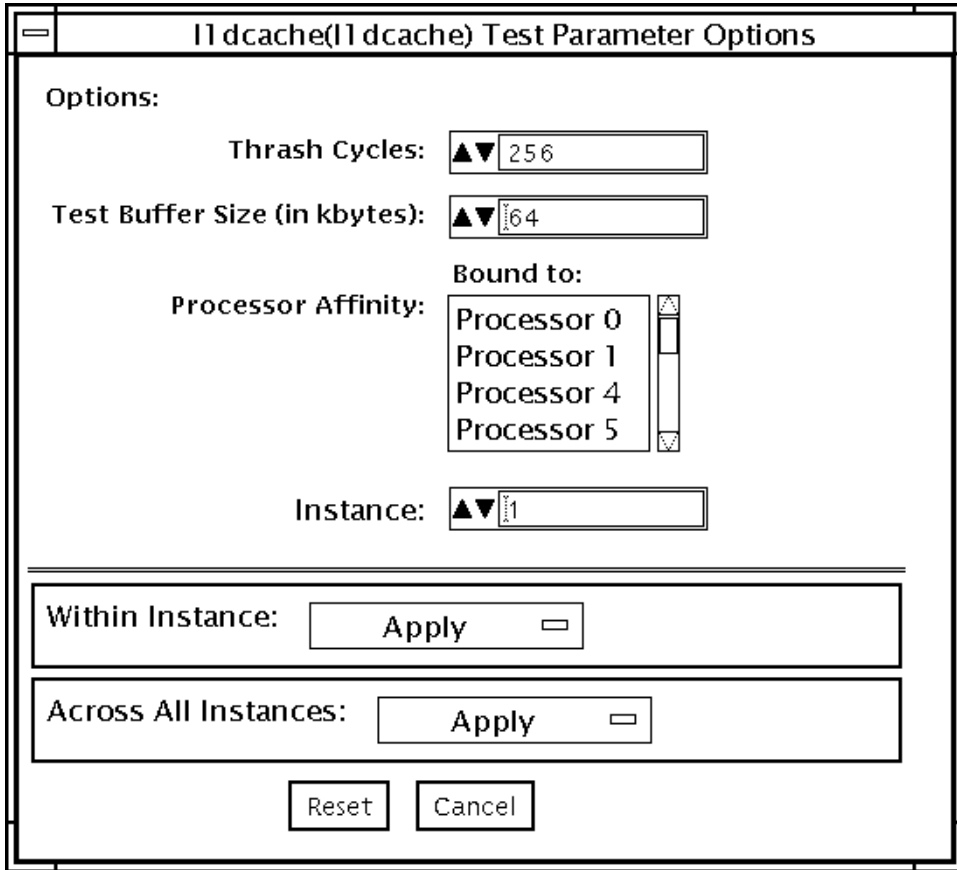 l1dcache(l1dcache) Test Parameter Options
Options:
Thrash Cycles: 256
Test Buffer Size (in kbytes): 64
Bound to:
Processor Affinity:
Processor 0
Processor 1
Processor 4
Processor 5
Instance: 1
Within Instance: Apply
Across All Instances: Apply
Reset Cancel